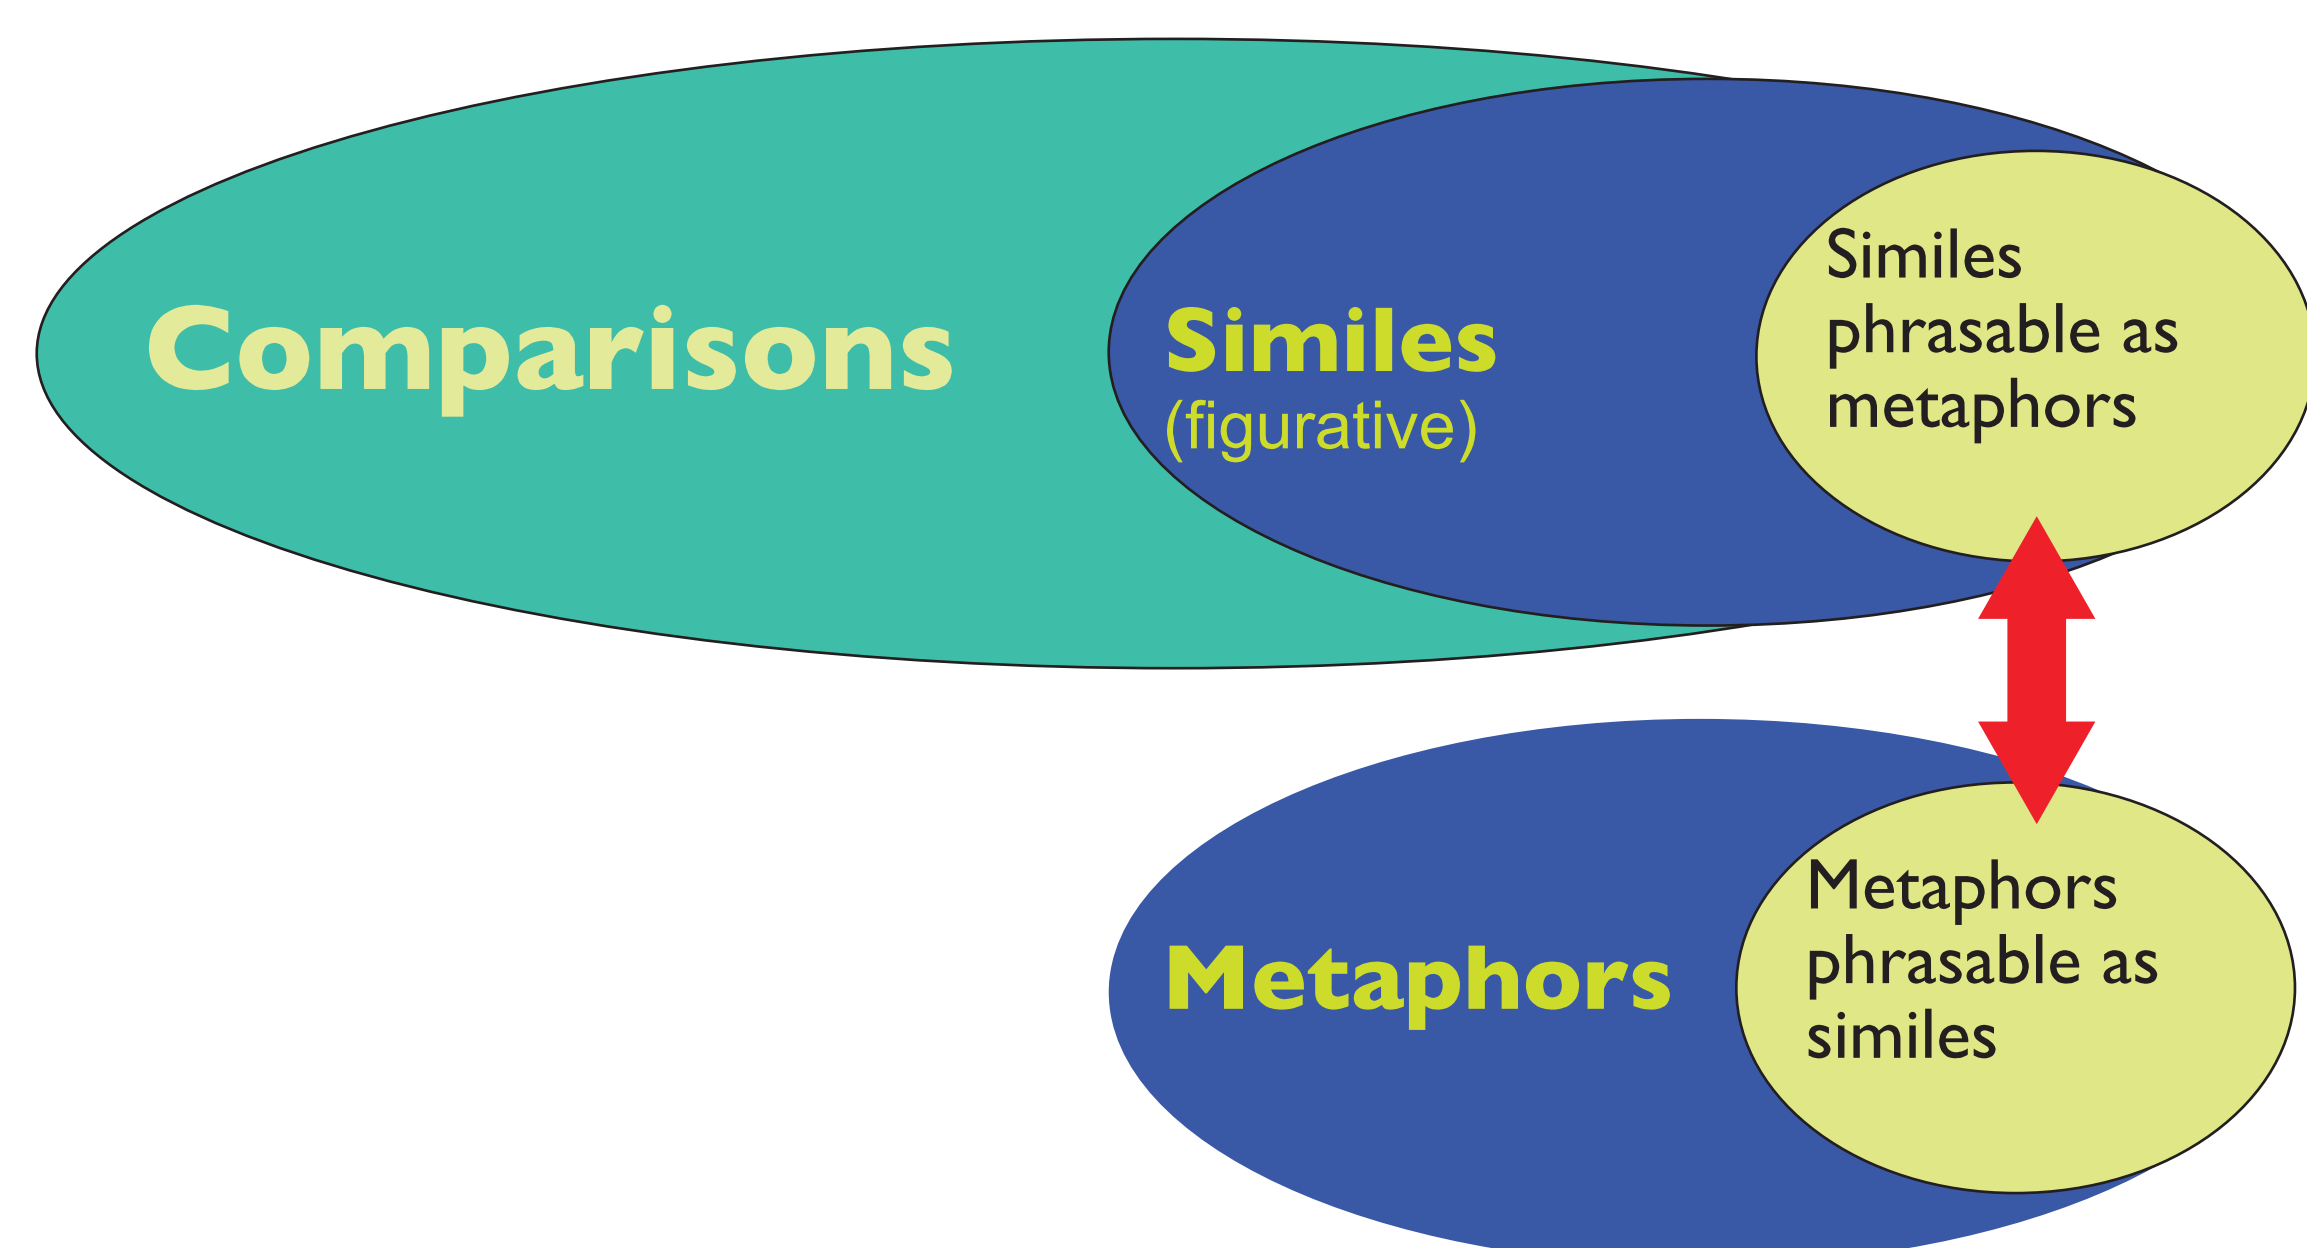 Comparisons
Similes
(figurative)
Similes
phrasable as
metaphors
Metaphors
Metaphors
phrasable as
similes